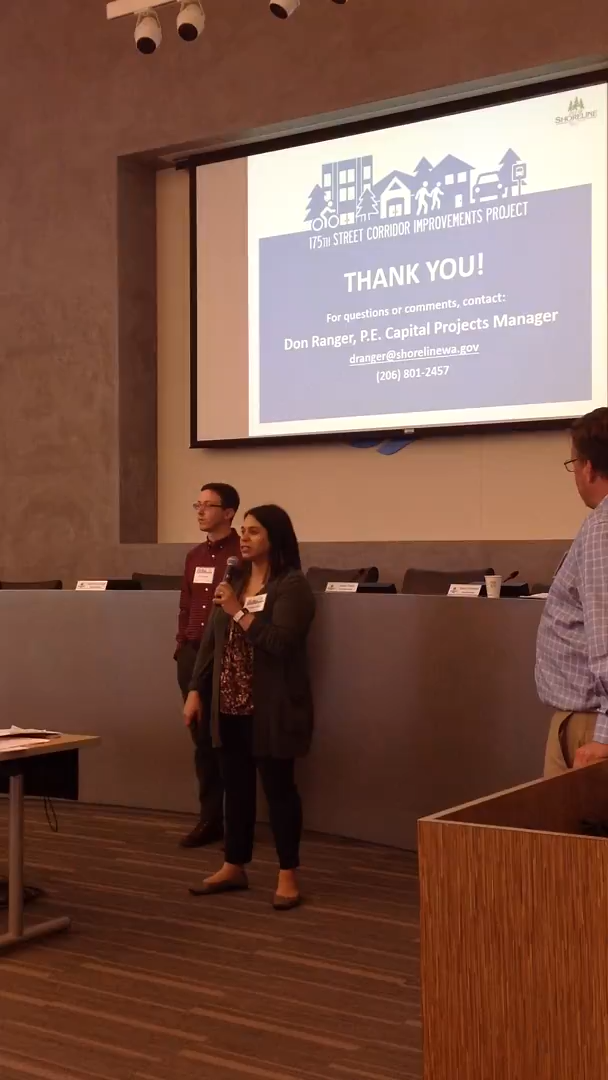 SHORELINE
175TH STREET CORRIDOR IMPROVEMENTS PROJECT
THANK YOU!
For questions or comments, contact:
Don Ranger, P.E. Capital Projects Manager
dranger@shorelinewa.gov
(206) 801-2457